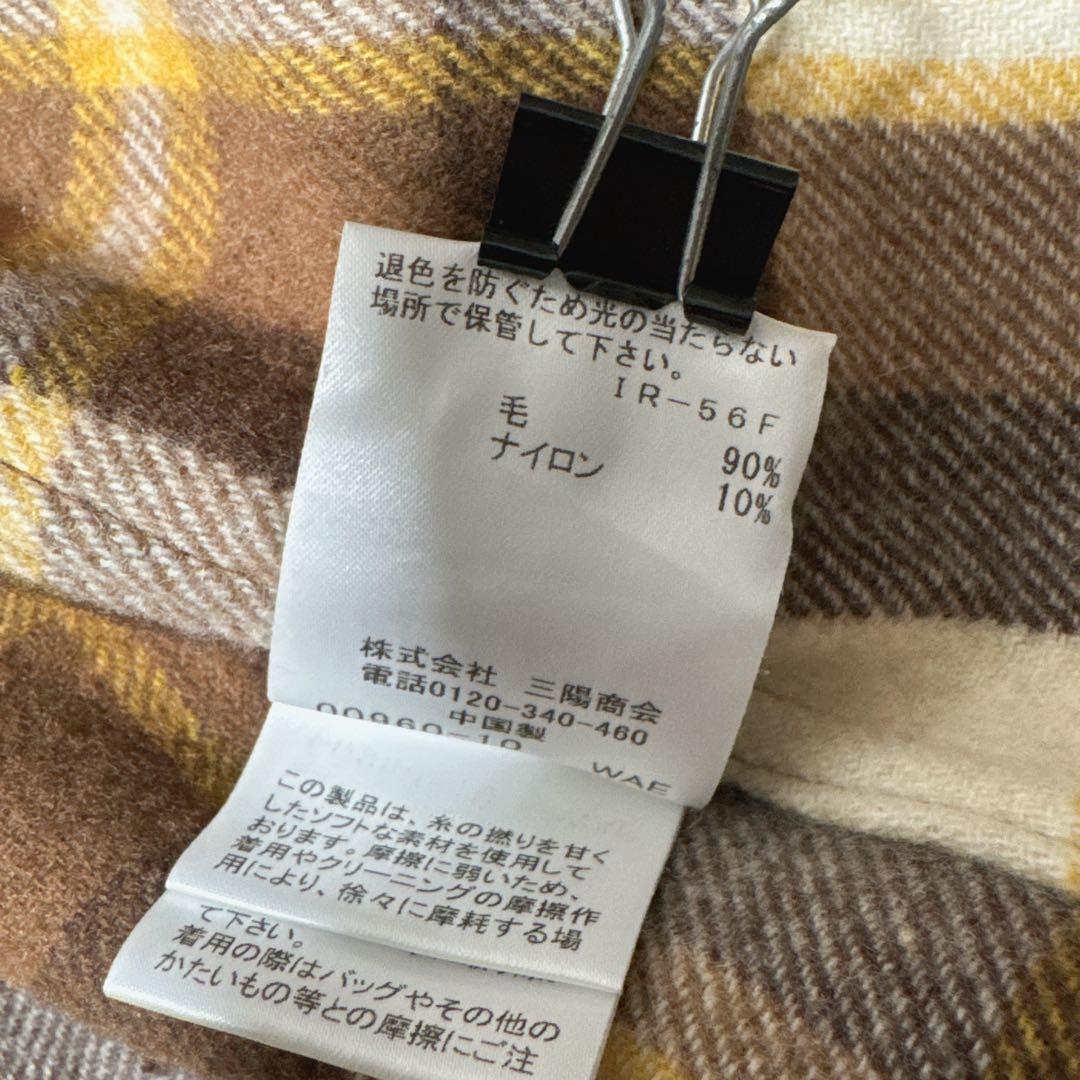 退色を防ぐため光の当たらない
場所で保管して下さい。
IR-56F
毛 90%
ナイロン 10%
株式会社 三陽商会
電話0120-340-460
中国製
00960-10
WAF
この製品は、糸の撚りを甘く
したソフトな素材を使用して
おります。摩擦に弱いため、
着用やクリーニングの摩擦作
用により、徐々に摩耗する場
て下さい。
着用の際はバッグやその他の
かたいもの等との摩擦にご注